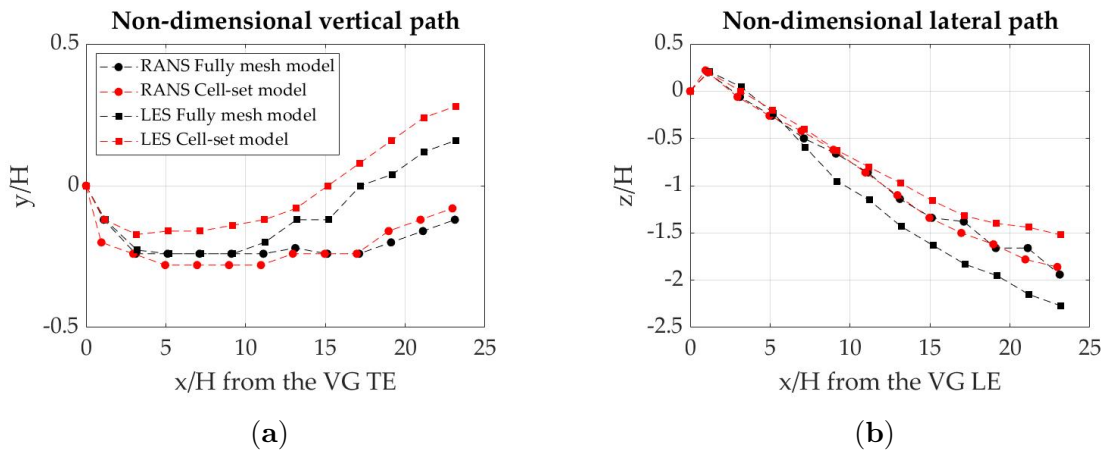 Non-dimensional vertical path
0.5
0
-0.5
y/H
RANS Fully mesh model
RANS Cell-set model
LES Fully mesh model
LES Cell-set model
0 5 10 15 20 25
x/H from the VG TE
(a)
Non-dimensional lateral path
0.5
0
-0.5
-1
-1.5
-2
-2.5
z/H
0 5 10 15 20 25
x/H from the VG LE
(b)